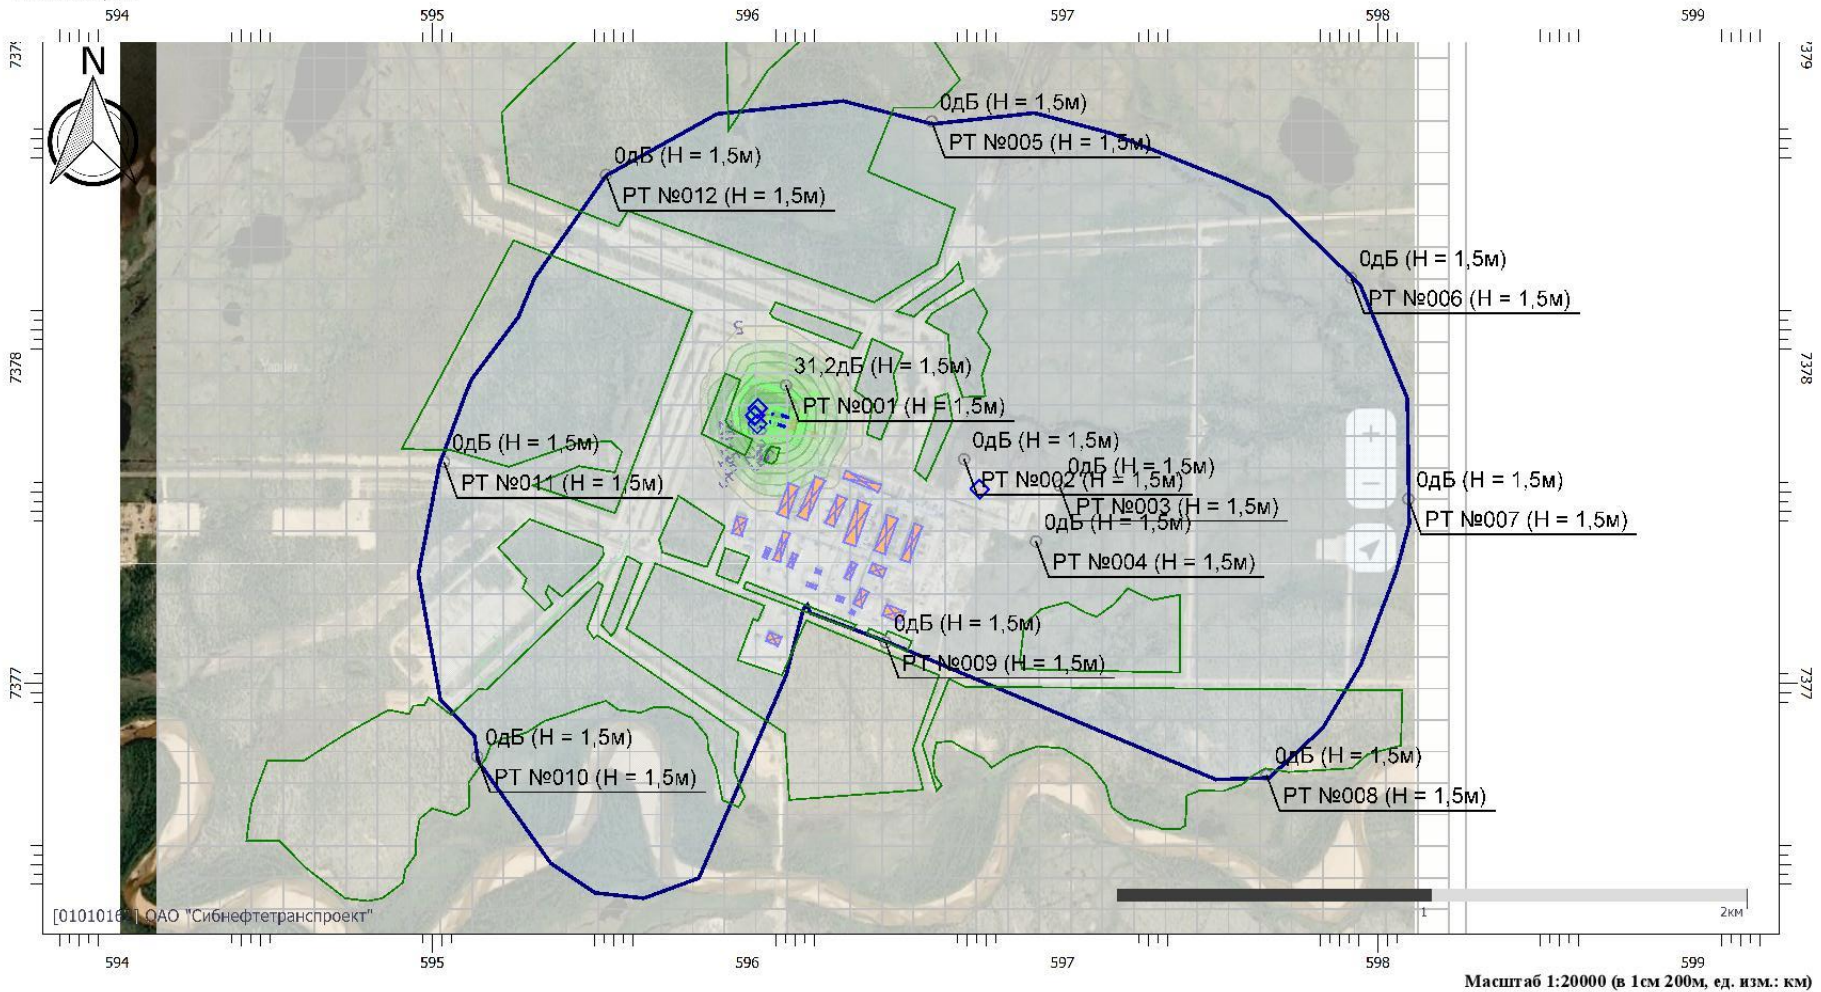 594 595 596 597 598 599
7379
N
0дБ (H = 1,5м)
РТ №005 (H = 1,5м)
0дБ (H = 1,5м)
РТ №012 (H = 1,5м)
0дБ (H = 1,5м)
РТ №006 (H = 1,5м)
5
7378
7378
31,2дБ (H = 1,5м)
РТ №001 (H = 1,5м)
+
0дБ (H = 1,5м)
РТ №011 (H = 1,5м)
0дБ (H = 1,5м)
РТ №002 (H = 1,5м)
0дБ (H = 1,5м)
РТ №003 (H = 1,5м)
−
0дБ (H = 1,5м)
РТ №007 (H = 1,5м)
0дБ (H = 1,5м)
РТ №004 (H = 1,5м)
0дБ (H = 1,5м)
РТ №009 (H = 1,5м)
7377
7377
0дБ (H = 1,5м)
РТ №010 (H = 1,5м)
0дБ (H = 1,5м)
РТ №008 (H = 1,5м)
1 2км
ОАО "Сибнефтетранспроект"
594 595 596 597 598 599
Масштаб 1:20000 (в 1см 200м, ед. изм.: км)